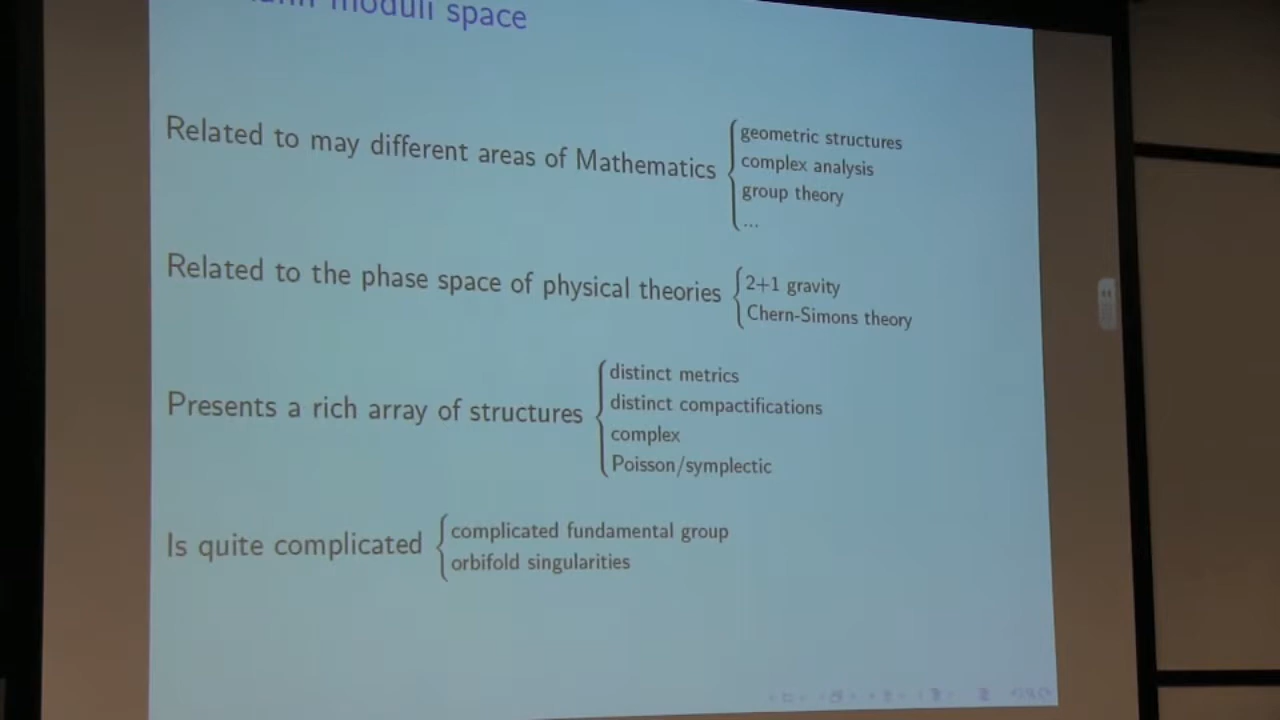 moduli space
Related to may different areas of Mathematics
geometric structures
complex analysis
group theory
...
Related to the phase space of physical theories
2+1 gravity
Chern-Simons theory
Presents a rich array of structures
distinct metrics
distinct compactifications
complex
Poisson/symplectic
Is quite complicated
complicated fundamental group
orbifold singularities